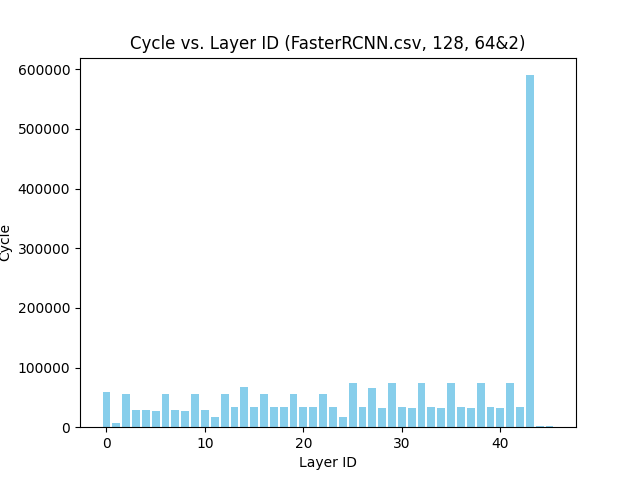 Cycle vs. Layer ID (FasterRCNN.csv, 128, 64&2)
600000
500000
400000
300000
200000
100000
0
Cycle
0 10 20 30 40
Layer ID